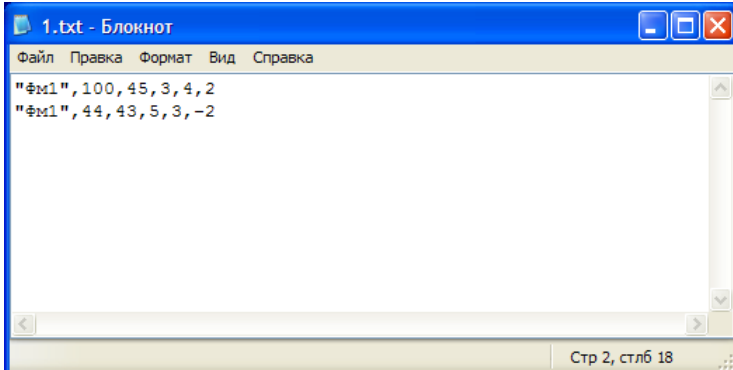 1.txt - Блокнот
Файл Правка Формат Вид Справка
"Фм1",100,45,3,4,2
"Фм1",44,43,5,3,-2
Стр 2, стлб 18